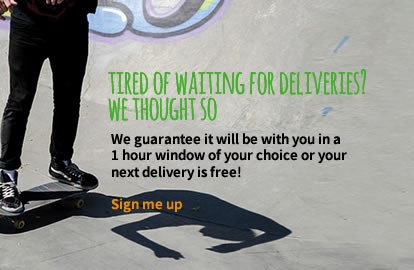 TIRED OF WAITING FOR DELIVERIES?
WE THOUGHT SO
We guarantee it will be with you in a
1 hour window of your choice or your
next delivery is free!
Sign me up